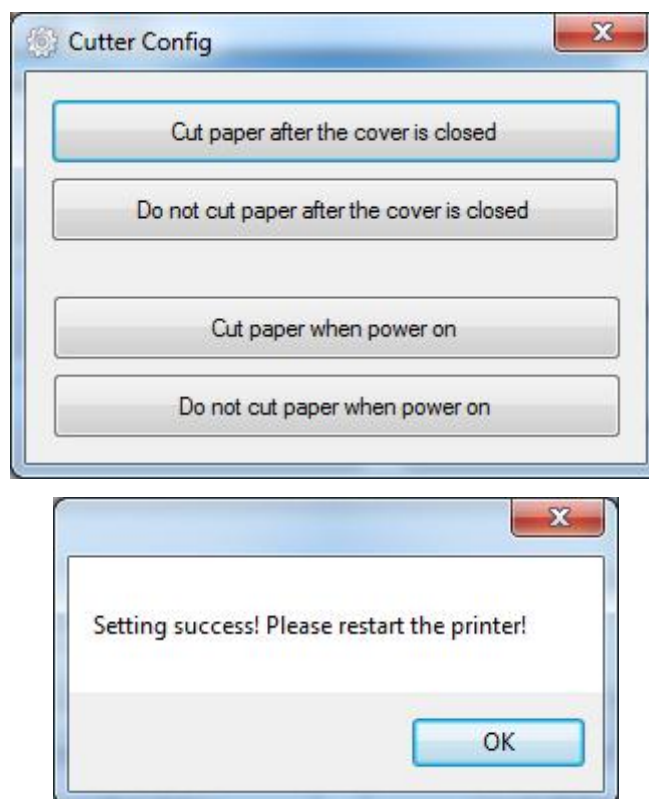 Cutter Config
Cut paper after the cover is closed
Do not cut paper after the cover is closed
Cut paper when power on
Do not cut paper when power on
Setting success! Please restart the printer!
OK